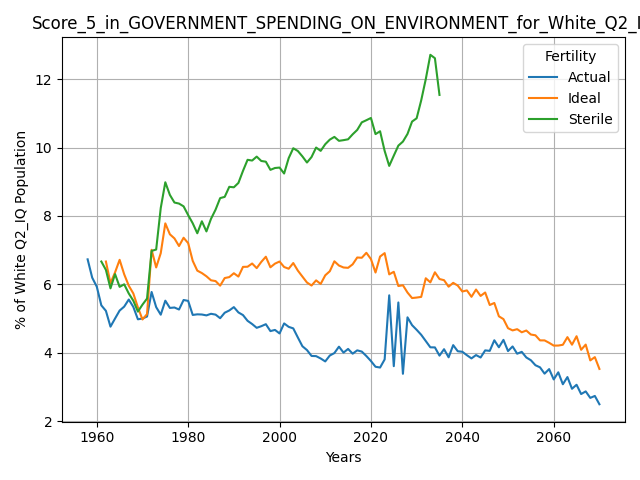 Score_5_in_GOVERNMENT_SPENDING_ON_ENVIRONMENT_for_White_Q2_I
Fertility
Actual
Ideal
Sterile
% of White Q2_IQ Population
12
10
8
6
4
2
1960 1980 2000 2020 2040 2060
Years